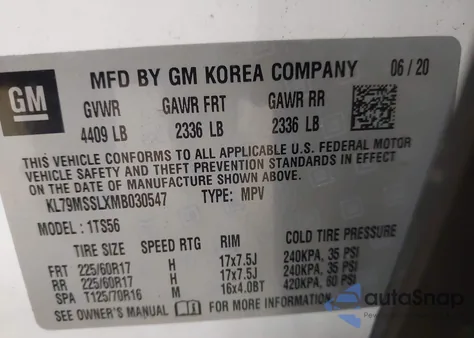 GM
MFD BY GM KOREA COMPANY 06 / 20
GVWR GAWR FRT GAWR RR
4409 LB 2336 LB 2336 LB
THIS VEHICLE CONFORMS TO ALL APPLICABLE U.S. FEDERAL MOTOR
VEHICLE SAFETY AND THEFT PREVENTION STANDARDS IN EFFECT
ON THE DATE OF MANUFACTURE SHOWN ABOVE.
KL79MSSLXMB030547 TYPE: MPV
MODEL: 1TS56
TIRE SIZE SPEED RTG RIM COLD TIRE PRESSURE
FRT 225/60R17 H 17x7.5J 240KPA, 35 PSI
RR 225/60R17 H 17x7.5J 240KPA, 35 PSI
SPA T125/70R16 M 16x4.0BT 420KPA, 60 PSI
SEE OWNER'S MANUAL FOR MORE INFORMATION.
autoSnap